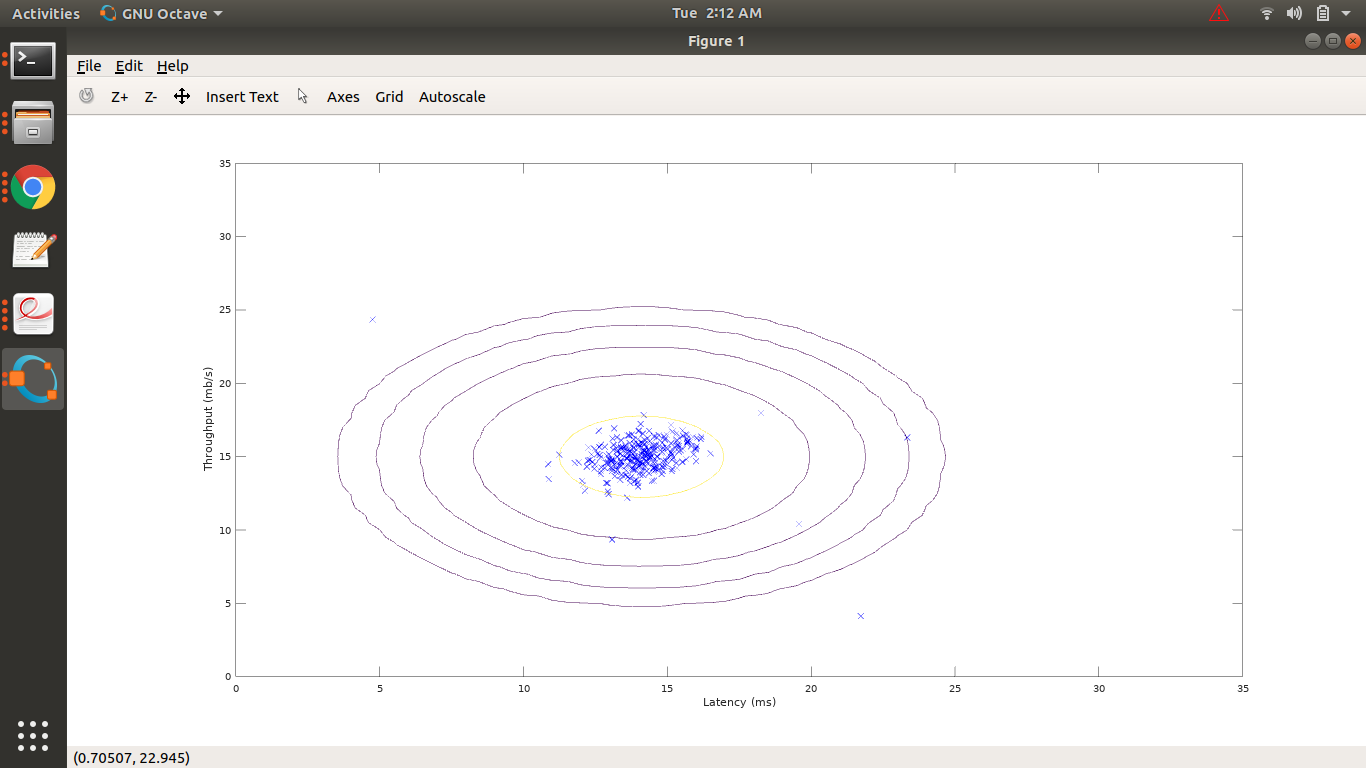 Activities GNU Octave Tue 2:12 AM
Figure 1
File Edit Help
Z+ Z- Insert Text Axes Grid Autoscale
35
30
25
20
15
10
5
0
Throughput (mb/s)
0 5 10 15 20 25 30 35
Latency (ms)
(0.70507, 22.945)